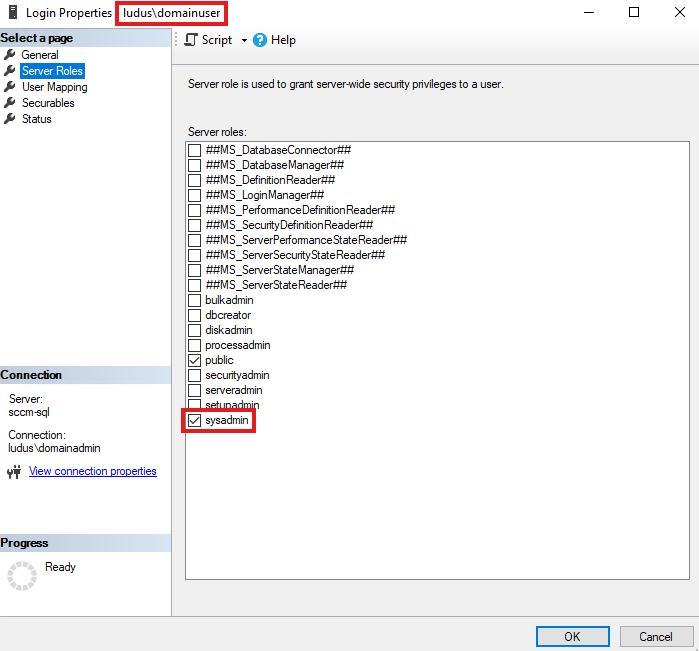 Login Properties ludus\domainuser
Select a page
General
Server Roles
User Mapping
Securables
Status
Script
Help
Server role is used to grant server-wide security privileges to a user.
Server roles:
##MS_DatabaseConnector##
##MS_DatabaseManager##
##MS_DefinitionReader##
##MS_LoginManager##
##MS_PerformanceDefinitionReader##
##MS_SecurityDefinitionReader##
##MS_ServerPerformanceStateReader##
##MS_ServerSecurityStateReader##
##MS_ServerStateManager##
##MS_ServerStateReader##
bulkadmin
dbcreator
diskadmin
processadmin
public
securityadmin
serveradmin
setupadmin
sysadmin
Connection
Server:
sccm-sql
Connection:
ludus\domainadmin
View connection properties
Progress
Ready
OK
Cancel